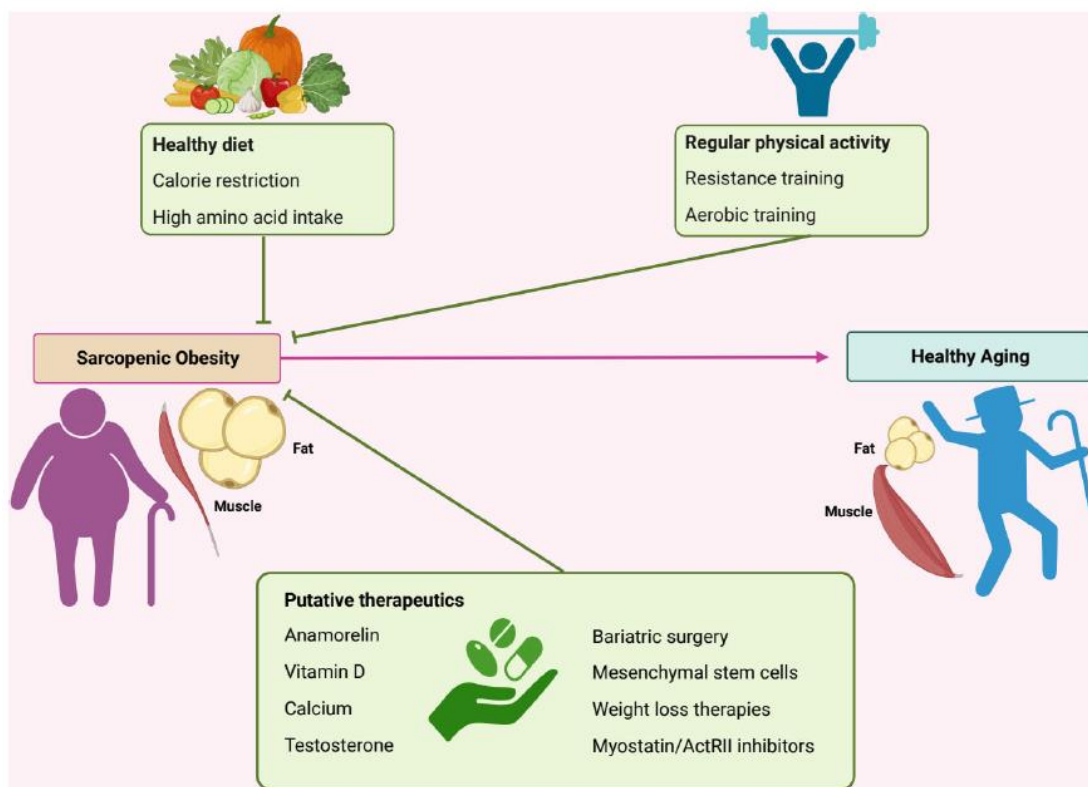 Healthy diet
Calorie restriction
High amino acid intake
Regular physical activity
Resistance training
Aerobic training
Sarcopenic Obesity
Healthy Aging
Fat
Muscle
Fat
Muscle
Putative therapeutics
Anamorelin
Vitamin D
Calcium
Testosterone
Bariatric surgery
Mesenchymal stem cells
Weight loss therapies
Myostatin/ActRII inhibitors